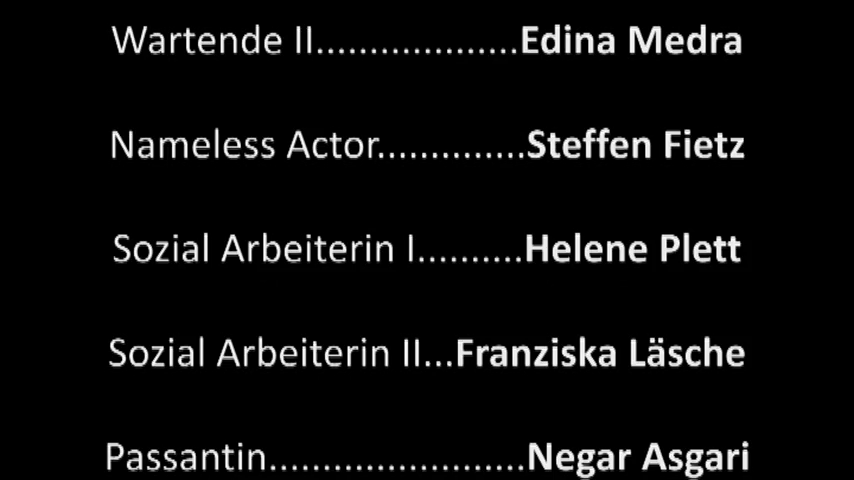 Wartende II...................Edina Medra
Nameless Actor..............Steffen Fietz
Sozial Arbeiterin I..........Helene Plett
Sozial Arbeiterin II...Franziska Läsche
Passantin........................Negar Asgari